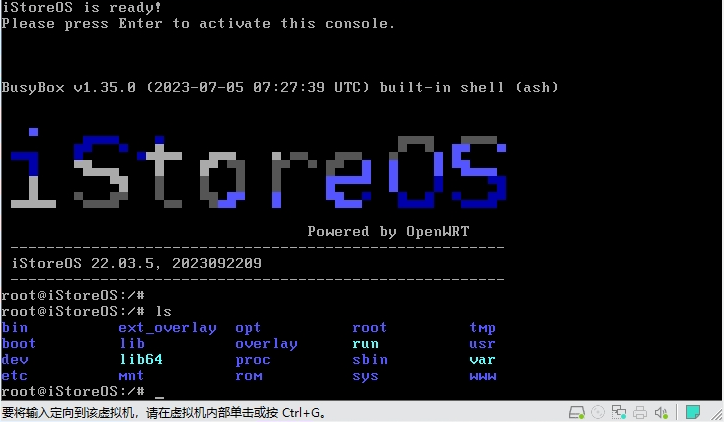 iStoreOS is ready!
Please press Enter to activate this console.
BusyBox v1.35.0 (2023-07-05 07:27:39 UTC) built-in shell (ash)
iStoreOS
Powered by OpenWRT
-------------------------------------------------------
iStoreOS 22.03.5, 2023092209
-------------------------------------------------------
root@iStoreOS:/#
root@iStoreOS:/# ls
bin ext_overlay opt root tmp
boot lib overlay run usr
dev lib64 proc sbin var
etc mnt rom sys www
root@iStoreOS:/# _
要将输入定向到该虚拟机，请在虚拟机内部单击或按 Ctrl+G。